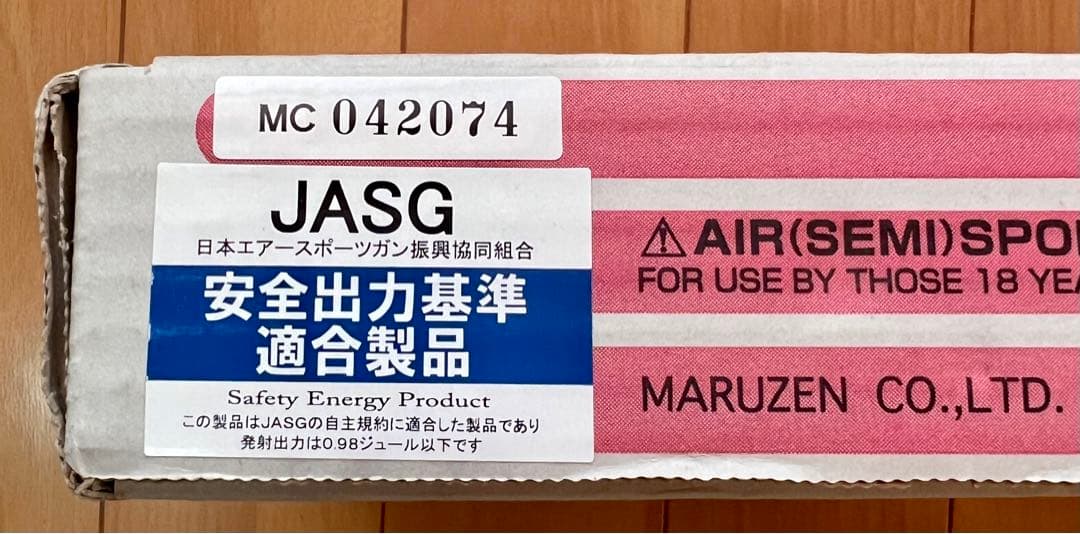 MC 042074
JASG
日本エアースポーツガン振興協同組合
安全出力基準
適合製品
Safety Energy Product
この製品はJASGの自主規約に適合した製品であり
発射出力は0.98ジュール以下です
⚠AIR(SEMI)SPO
FOR USE BY THOSE 18 YEA
MARUZEN CO.,LTD.